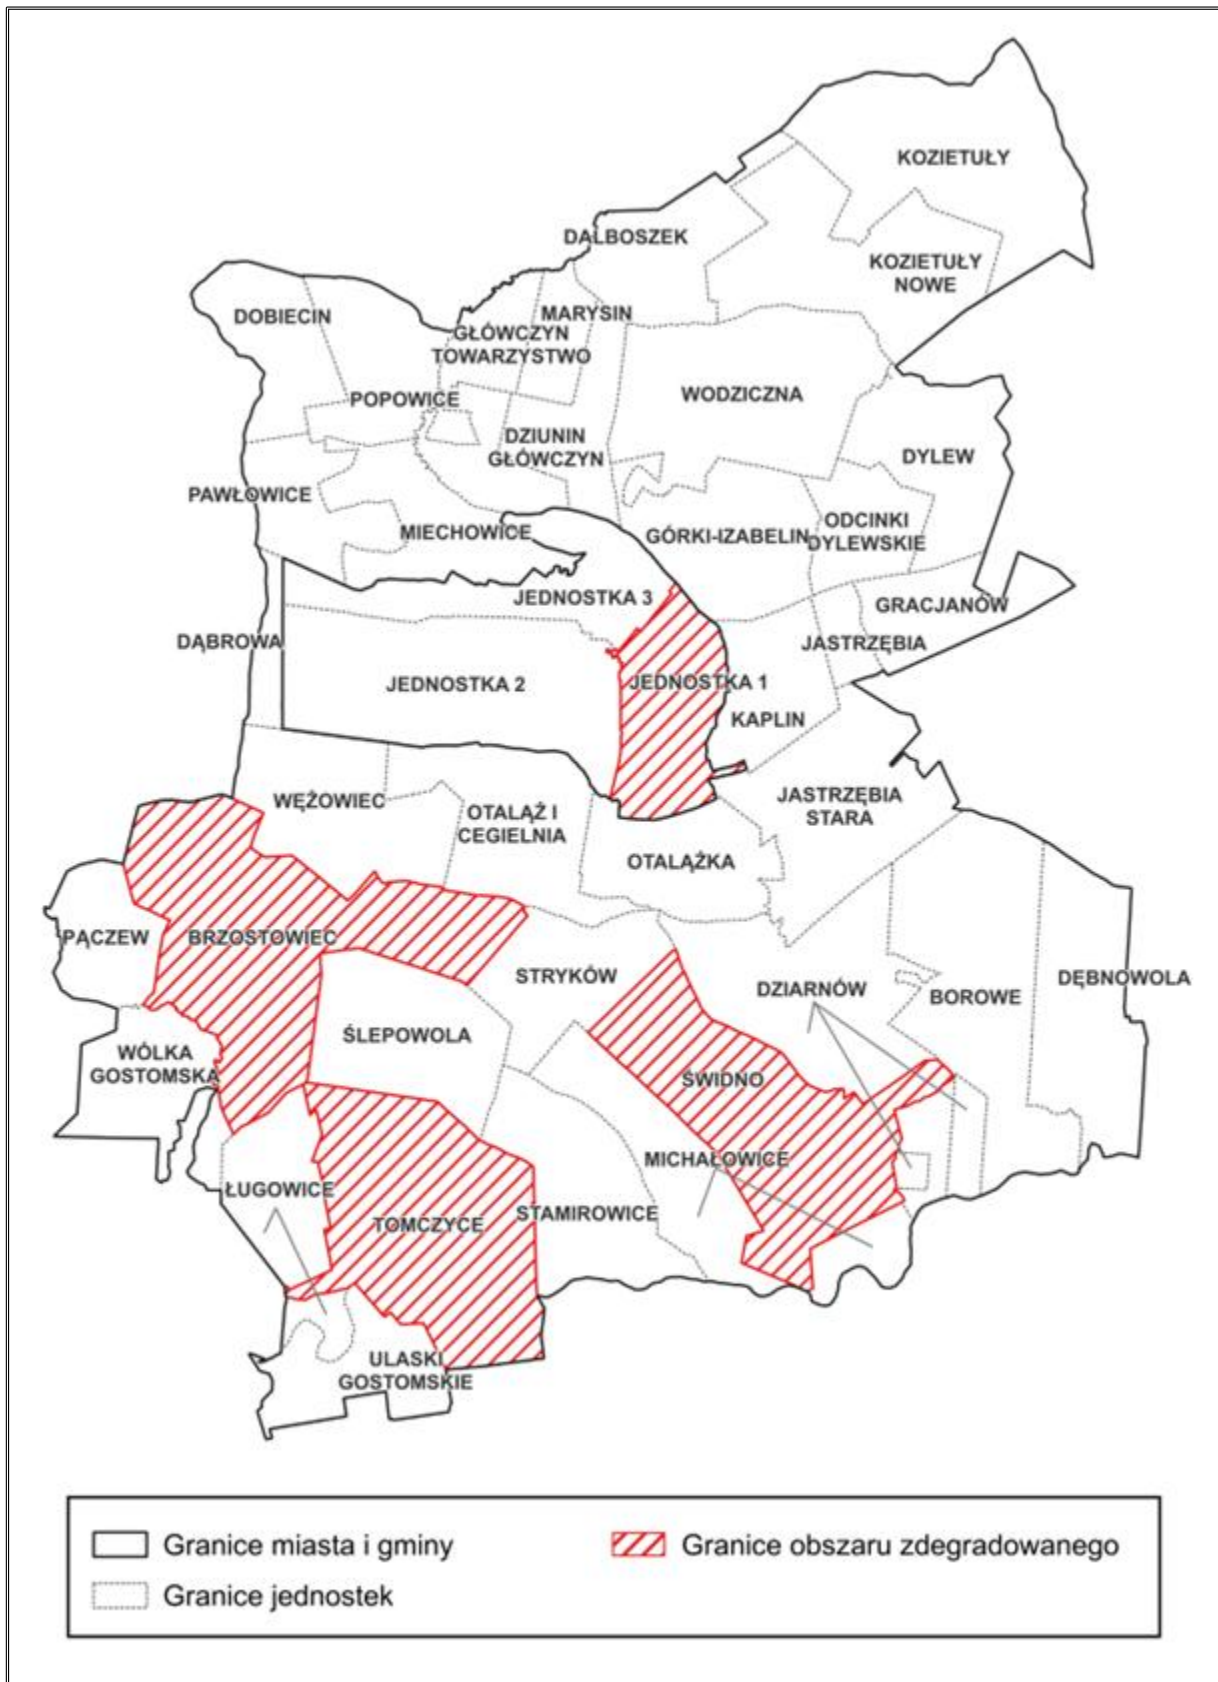 KOZIETUŁY
DALBOSZEK
KOZIETUŁY
NOWE
DOBIECIN
MARYSIN
GŁÓWCZYN
TOWARZYSTWO
POPOWICE
WODZICZNA
DZIUNIN
GŁÓWCZYN
DYLEW
PAWŁOWICE
MIECHOWICE
GÓRKI-IZABELIN
ODCINKI
DYLEWSKIE
JEDNOSTKA 3
GRACJANÓW
DĄBROWA
JASTRZĘBIA
JEDNOSTKA 2
JEDNOSTKA 1
KAPLIN
WĘŻOWIEC
OTALĄŻ I
CEGIELNIA
JASTRZĘBIA
STARA
OTALĄŻKA
PĄCZEW
BRZOSTOWIEC
STRYKÓW
DZIARNÓW
BOROWE
DĘBNOWOLA
ŚLEPOWOLA
WÓLKA
GOSTOMSKA
ŚWIDNO
MICHAŁOWICE
ŁUGOWICE
TOMCZYCE
STAMIROWICE
ULASKI
GOSTOMSKIE
Granice miasta i gminy
Granice obszaru zdegradowanego
Granice jednostek